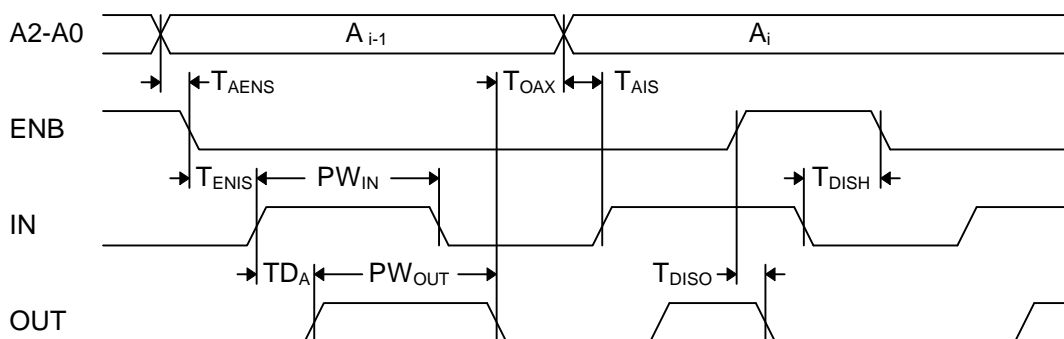 A2-A0 A i-1 Ai
TAENS TOAX TAIS
ENB
TENIS PWIN TDISH
IN
TDA PWOUT TDISO
OUT